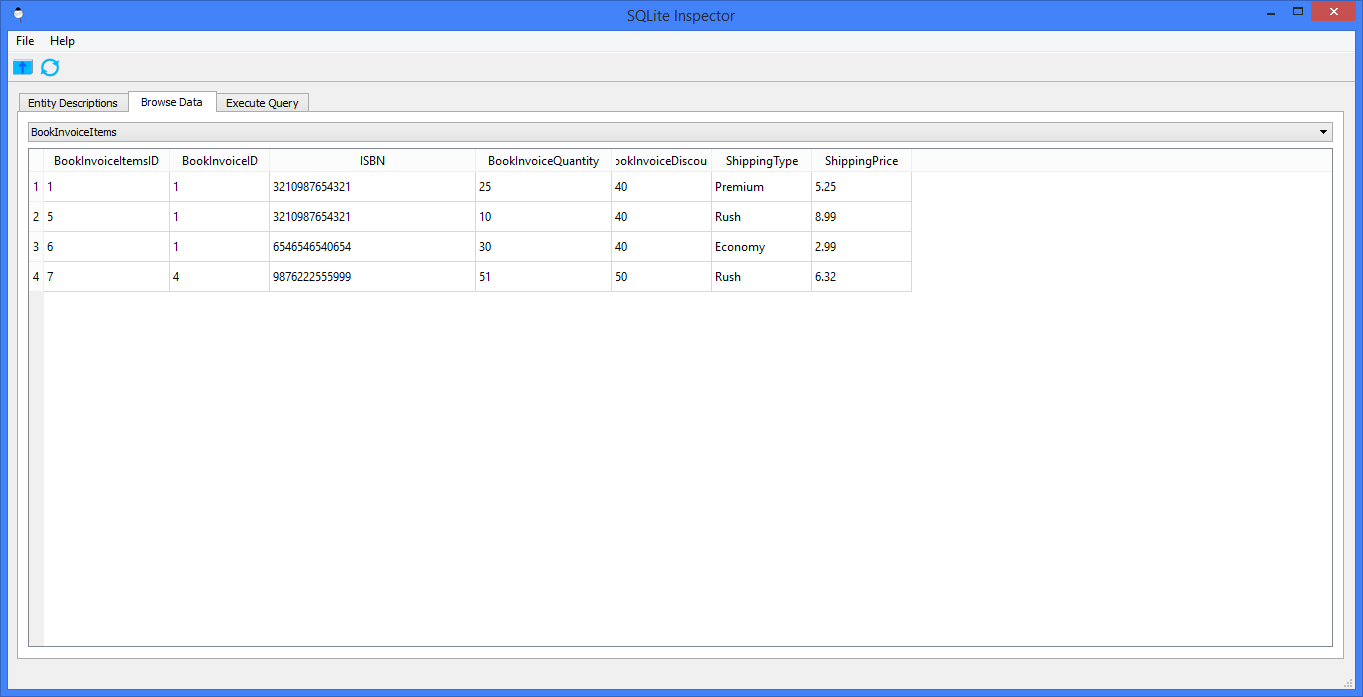 SQLite Inspector
File Help
Entity Descriptions Browse Data Execute Query
BookInvoiceItems
BookInvoiceItemsID BookInvoiceID ISBN BookInvoiceQuantity ookInvoiceDiscou ShippingType ShippingPrice
1 1 1 3210987654321 25 40 Premium 5.25
2 5 1 3210987654321 10 40 Rush 8.99
3 6 1 6546546540654 30 40 Economy 2.99
4 7 4 9876222555999 51 50 Rush 6.32